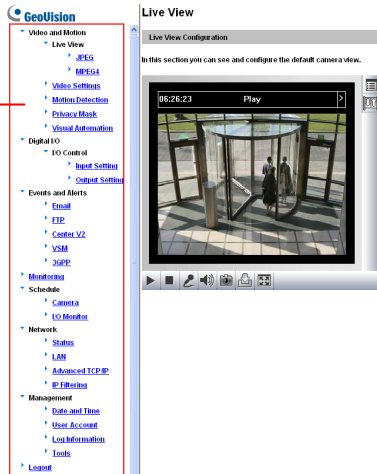 GeoVision
Video and Motion
Live View
JPEG
MPEG4
Video Settings
Motion Detection
Privacy Mask
Visual Automation
Digital I/O
I/O Control
Input Setting
Output Setting
Events and Alerts
Email
FTP
Center V2
VSM
3GPP
Monitoring
Schedule
Camera
I/O Monitor
Network
Status
LAN
Advanced TCP/IP
IP Filtering
Management
Date and Time
User Account
Log Information
Tools
Logout
Live View
Live View Configuration
In this section you can see and configure the default camera view.
06:26:23 Play >